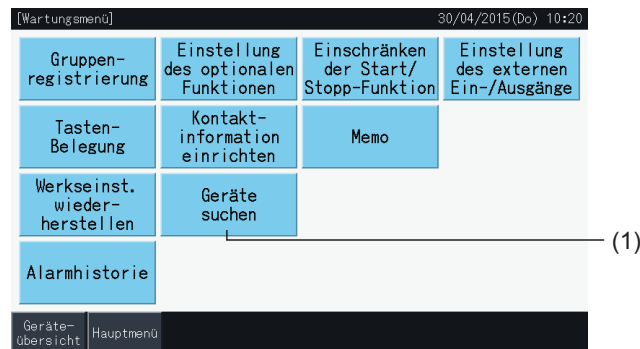 [Wartungsmenü]
30/04/2015(Do) 10:20
Gruppen-
registrierung
Einstellung
des optionalen
Funktionen
Einschränken
der Start/
Stopp-Funktion
Einstellung
des externen
Ein-/Ausgänge
Tasten-
Belegung
Kontakt-
information
einrichten
Memo
Werkseinst.
wieder-
herstellen
Geräte
suchen
(1)
Alarmhistorie
Geräte-
übersicht
Hauptmenü